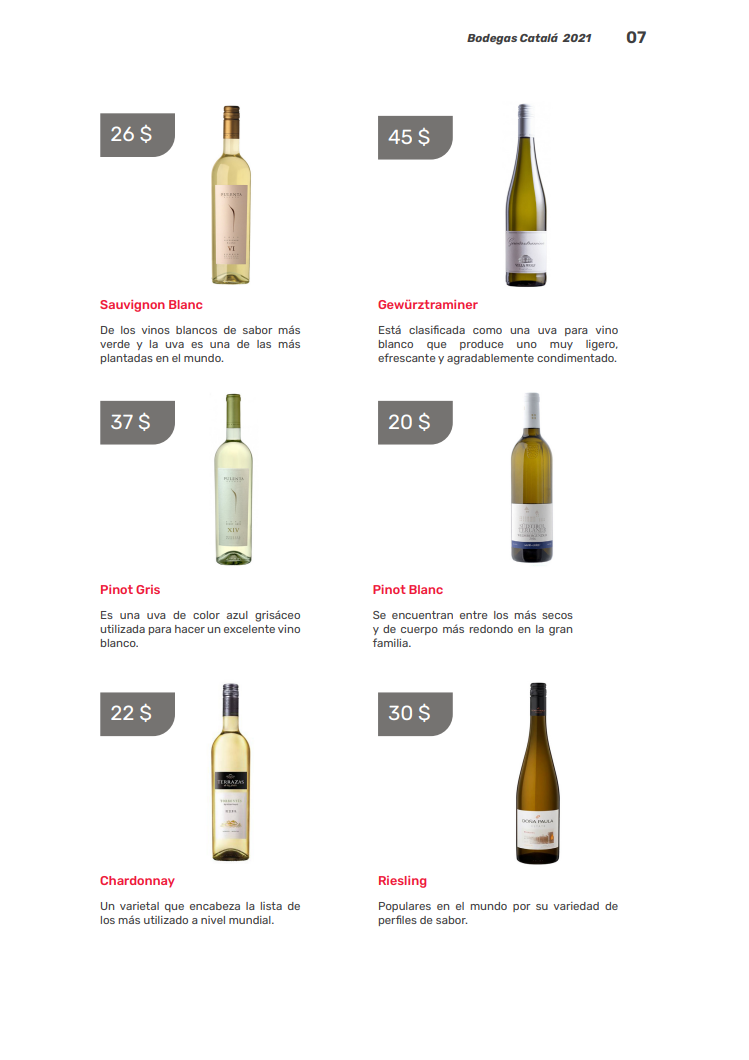 Bodegas Catalá 2021 07
26 $
45 $
Sauvignon Blanc
De los vinos blancos de sabor más
verde y la uva es una de las más
plantadas en el mundo.
Gewürztraminer
Está clasificada como una uva para vino
blanco que produce uno muy ligero,
efrescante y agradablemente condimentado.
37 $
20 $
XIV
Pinot Gris
Es una uva de color azul grisáceo
utilizada para hacer un excelente vino
blanco.
Pinot Blanc
Se encuentran entre los más secos
y de cuerpo más redondo en la gran
familia.
22 $
30 $
TERRAZAS
DOÑA PAULA
Chardonnay
Un varietal que encabeza la lista de
los más utilizado a nivel mundial.
Riesling
Populares en el mundo por su variedad de
perfiles de sabor.